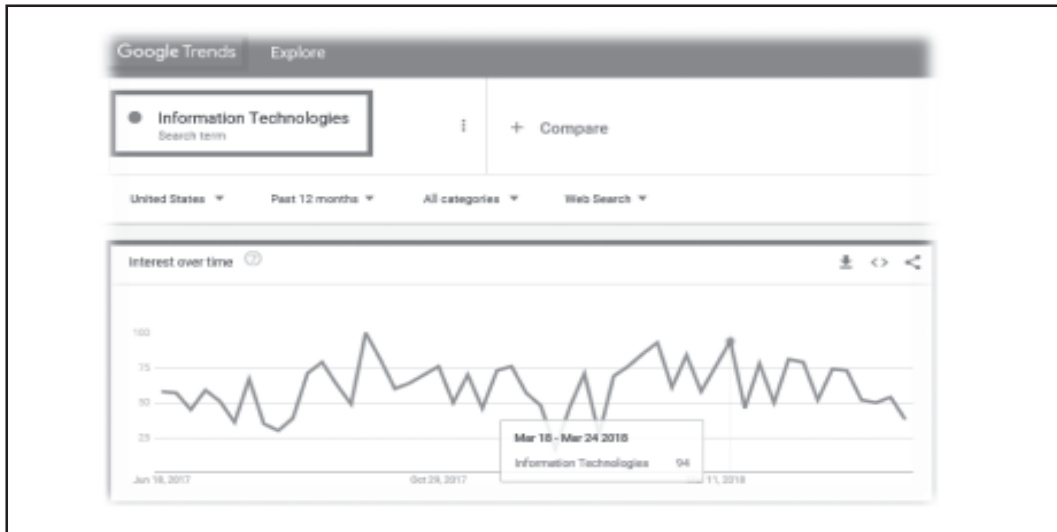 Google Trends Explore
Information Technologies
Search term
+ Compare
United States Past 12 months All categories Web Search
Interest over time
100
75
50
25
Mar 18 - Mar 24 2018
Information Technologies 94
Jun 18, 2017 Oct 29, 2017 11, 2018